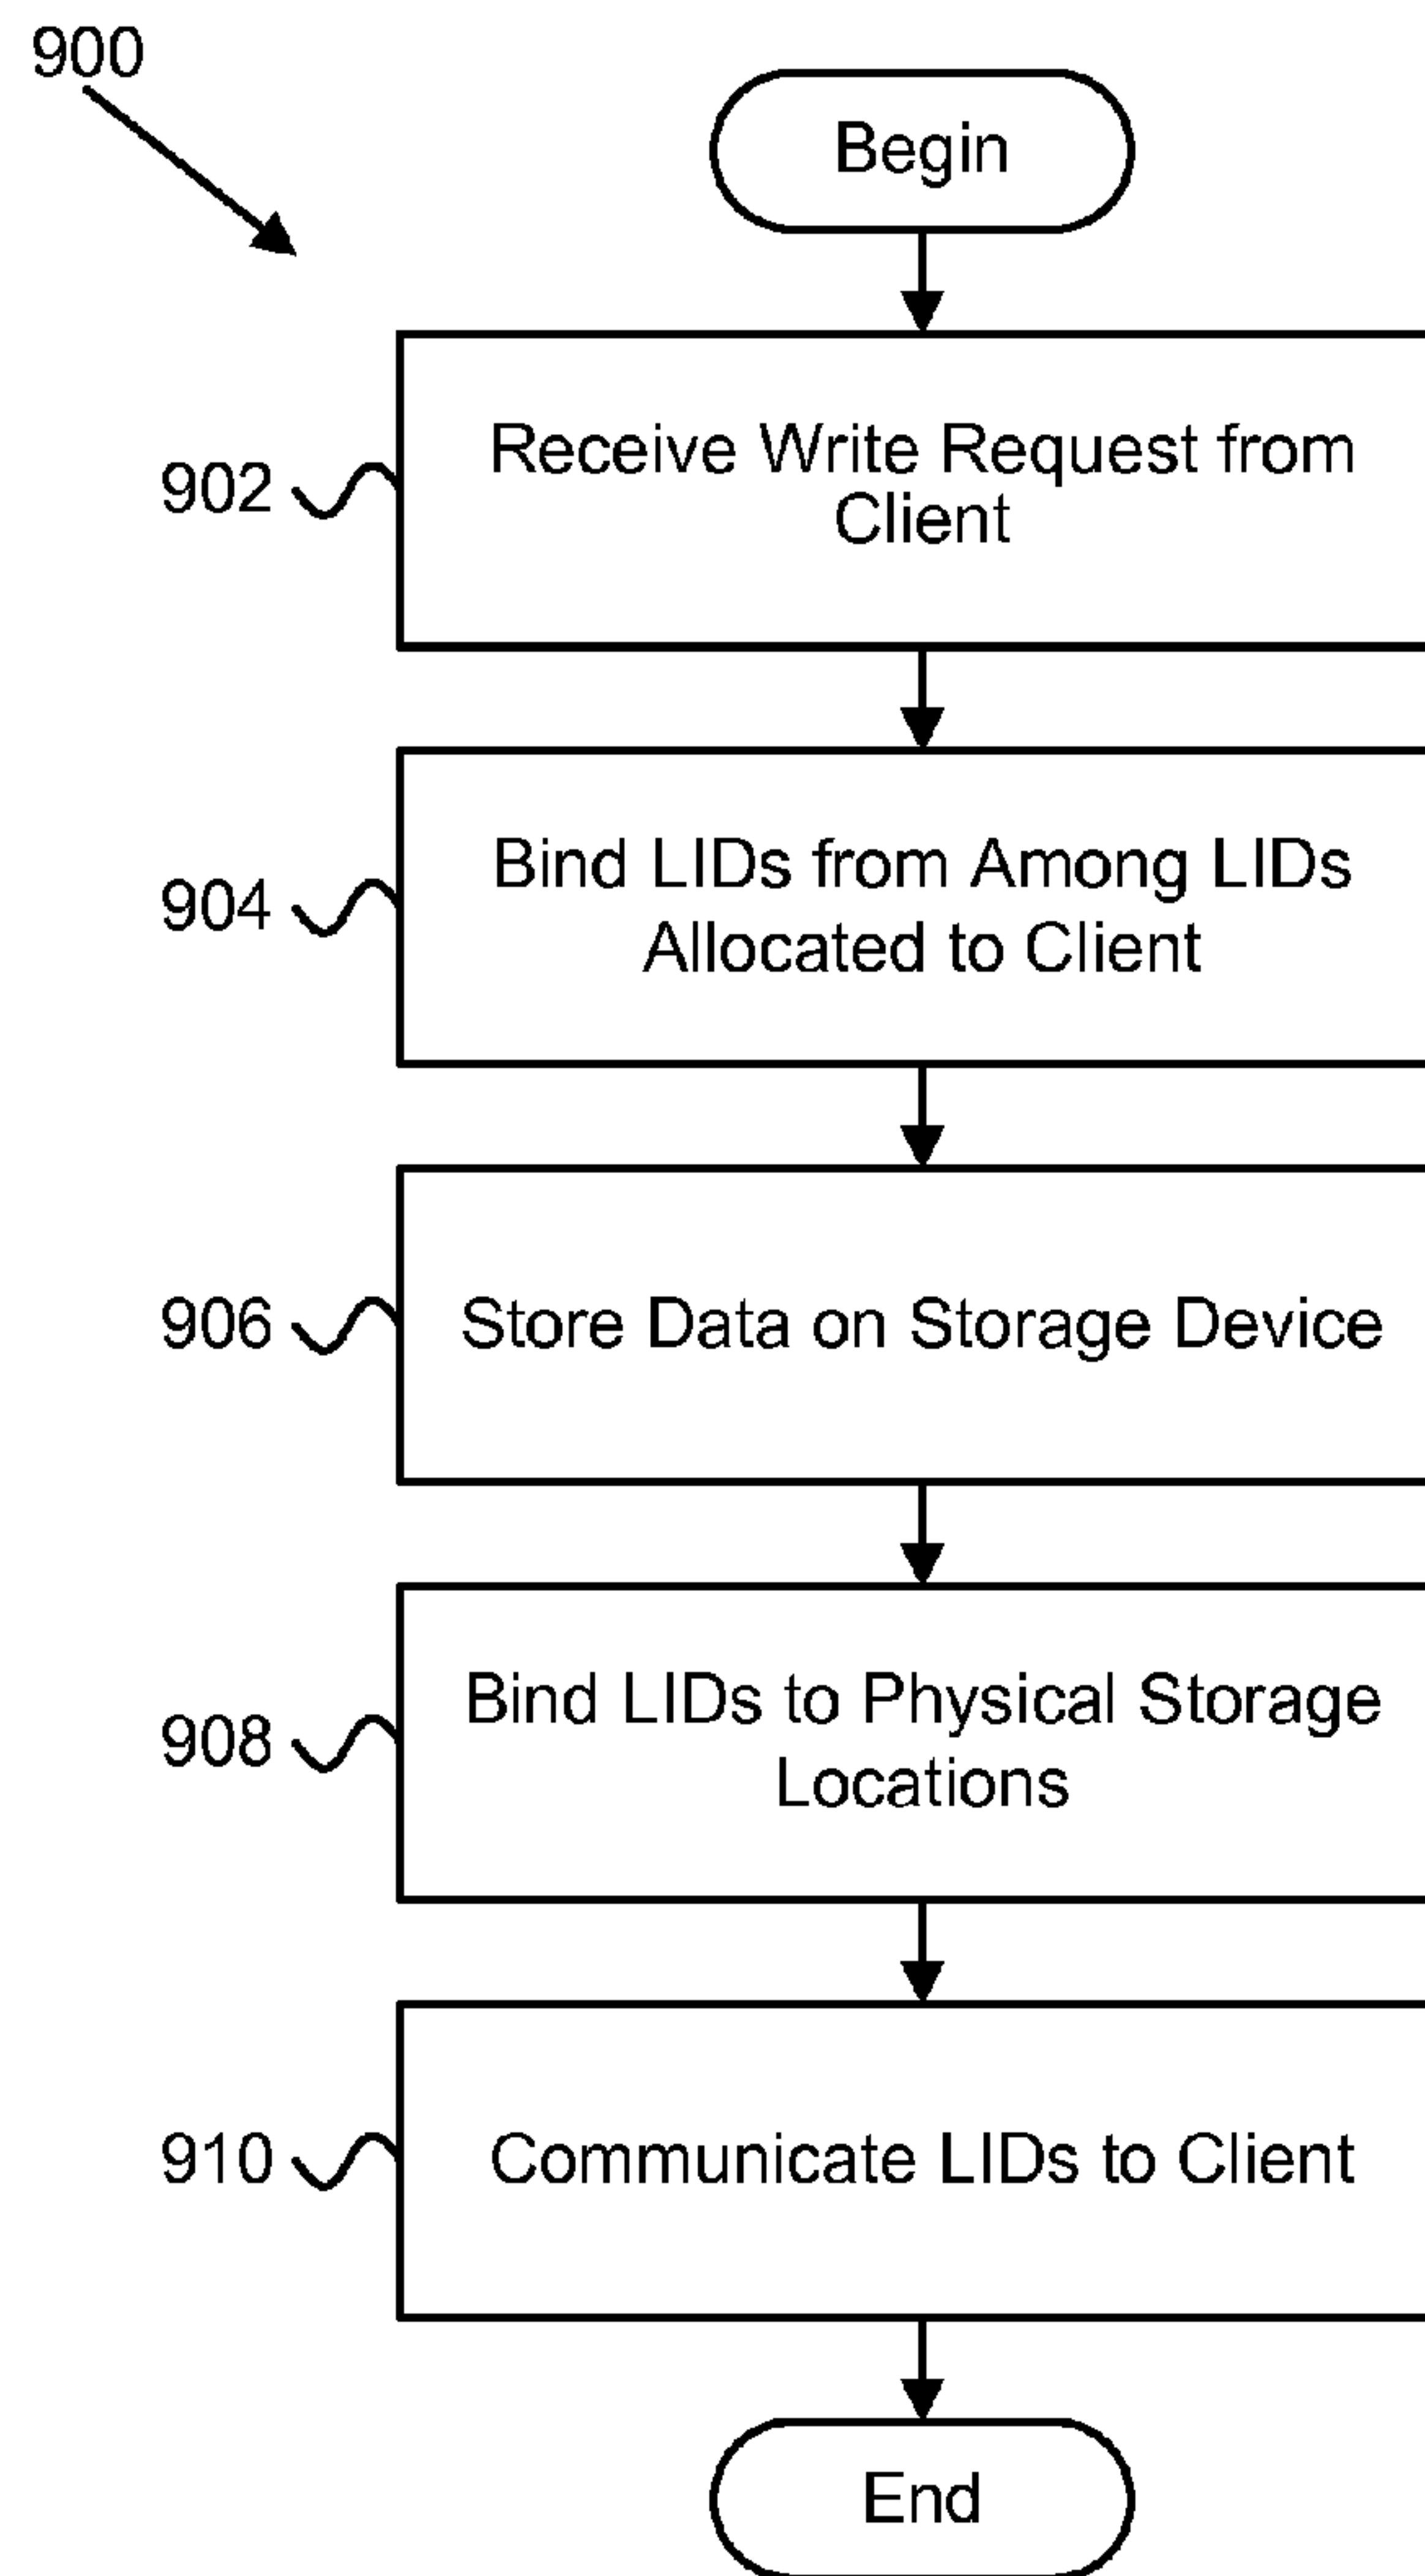 900
Begin
902
Receive Write Request from
Client
904
Bind LIDs from Among LIDs
Allocated to Client
906
Store Data on Storage Device
908
Bind LIDs to Physical Storage
Locations
910
Communicate LIDs to Client
End